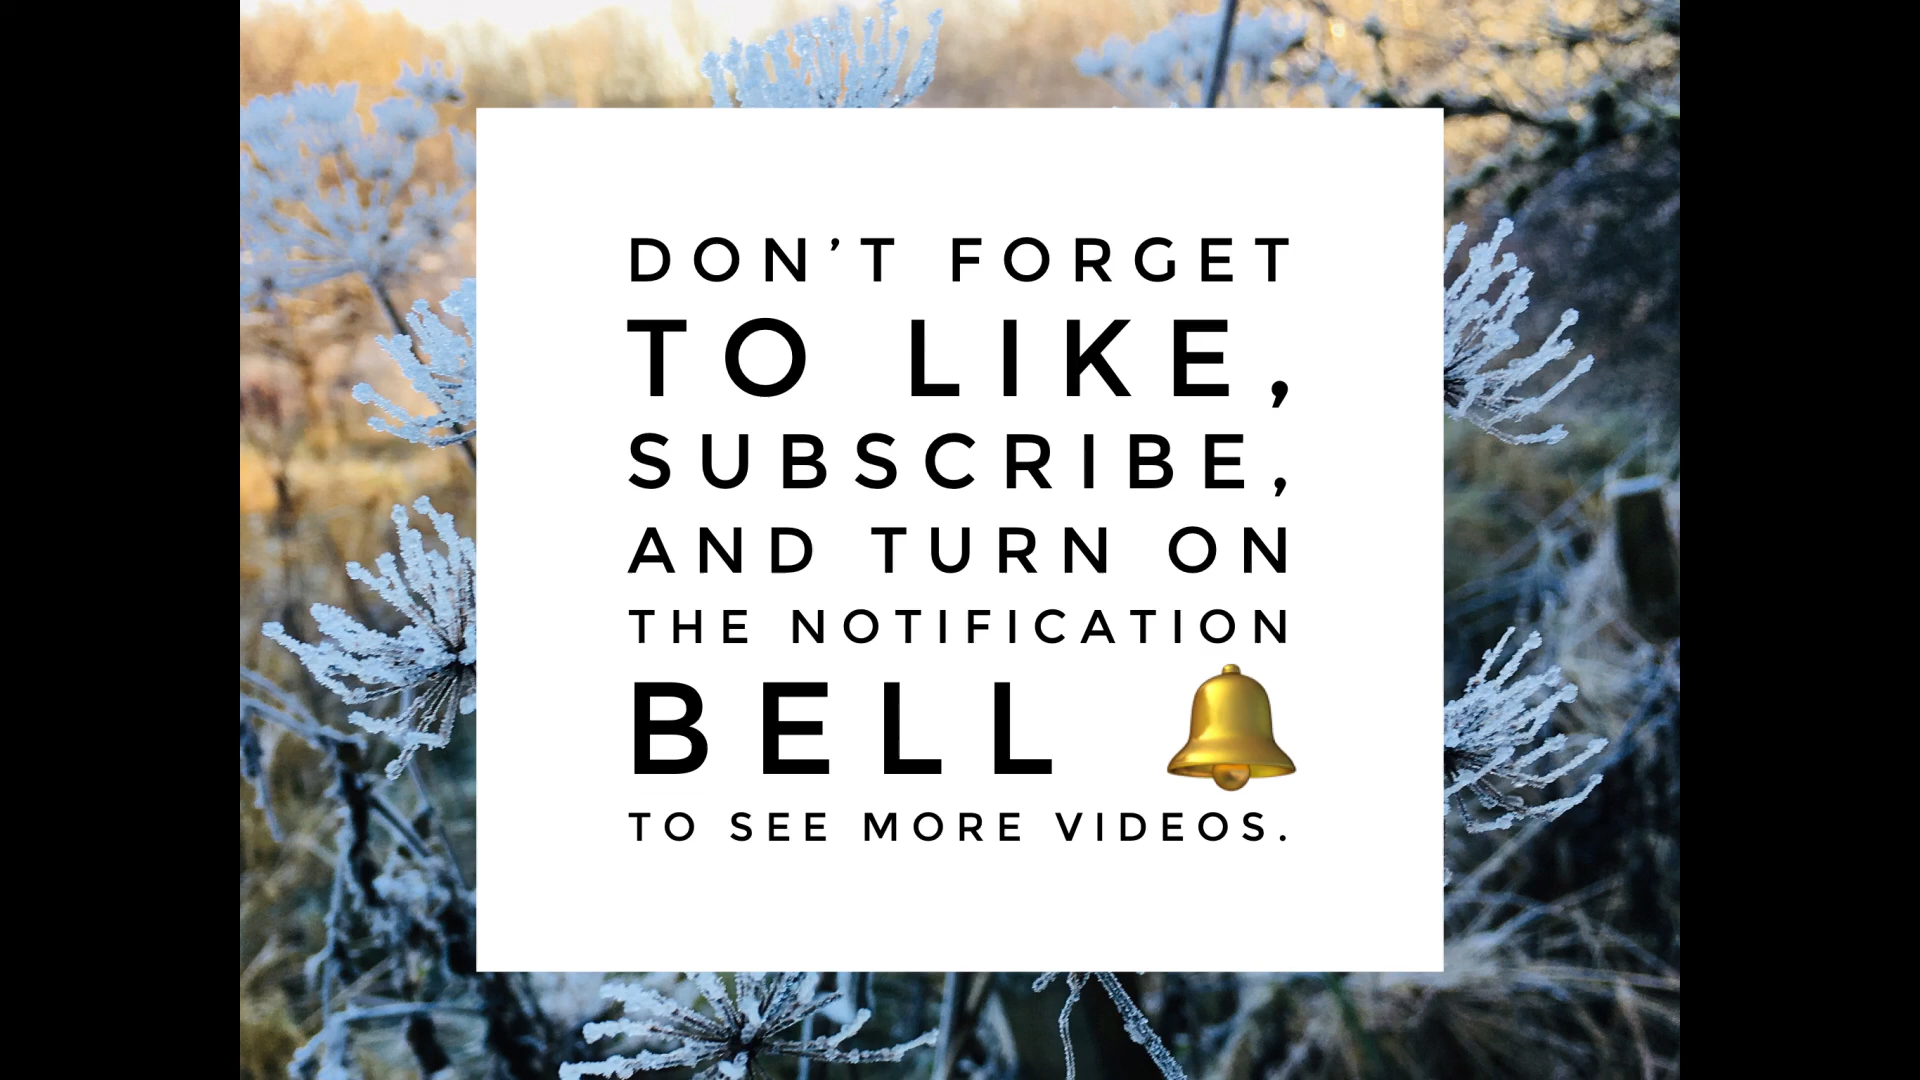 DON’T FORGET
TO LIKE,
SUBSCRIBE,
AND TURN ON
THE NOTIFICATION
BELL 🔔
TO SEE MORE VIDEOS.